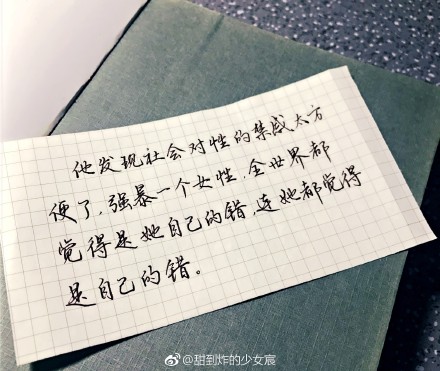 他发现社会对性的禁忌太方
便了，强暴一个女性，全世界都
觉得是她自己的错，连她都觉得
是自己的错。
@甜到炸的少女宸